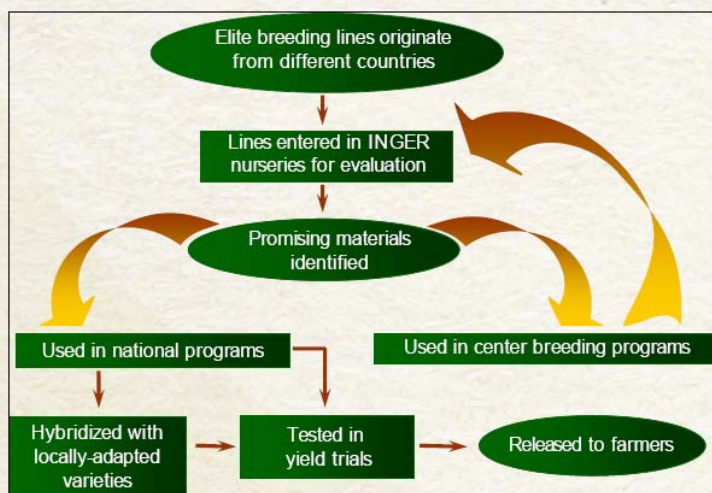 Elite breeding lines originate
from different countries
Lines entered in INGER
nurseries for evaluation
Promising materials
identified
Used in national programs
Used in center breeding programs
Hybridized with
locally-adapted
varieties
Tested in
yield trials
Released to farmers